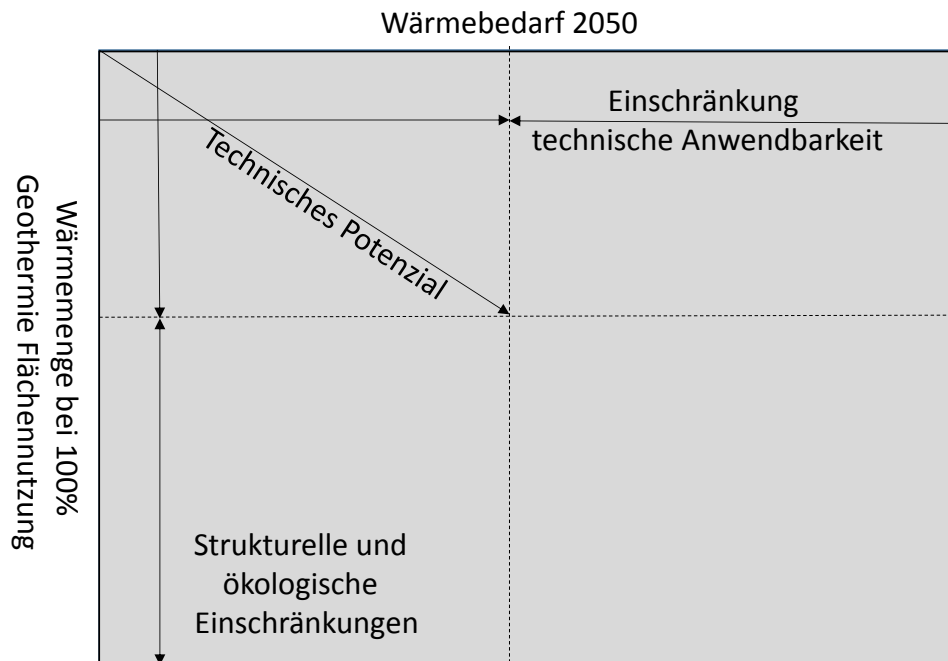 Wärmebedarf 2050
Einschränkung
technische Anwendbarkeit
Technisches Potenzial
Wärmemenge bei 100%
Geothermie Flächennutzung
Strukturelle und
ökologische
Einschränkungen